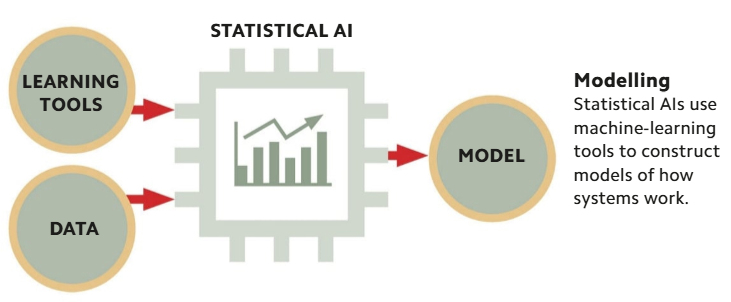 STATISTICAL AI
LEARNING
TOOLS
DATA
MODEL
Modelling
Statistical AIs use
machine-learning
tools to construct
models of how
systems work.